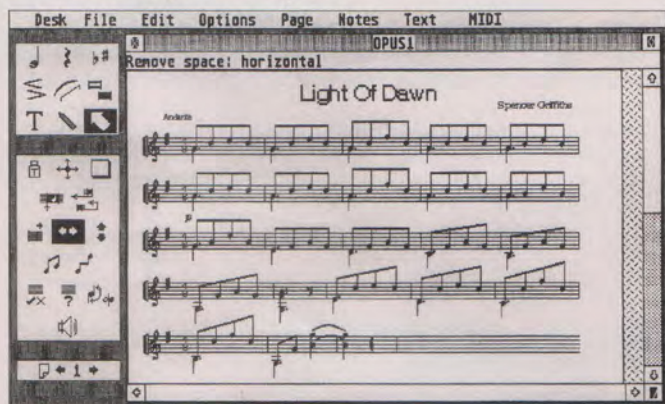 Desk File Edit Options Page Notes Text MIDI
OPUS1
Remove space: horizontal
Light Of Dawn
Andante
Spencer Griffiths
T
T
?
1